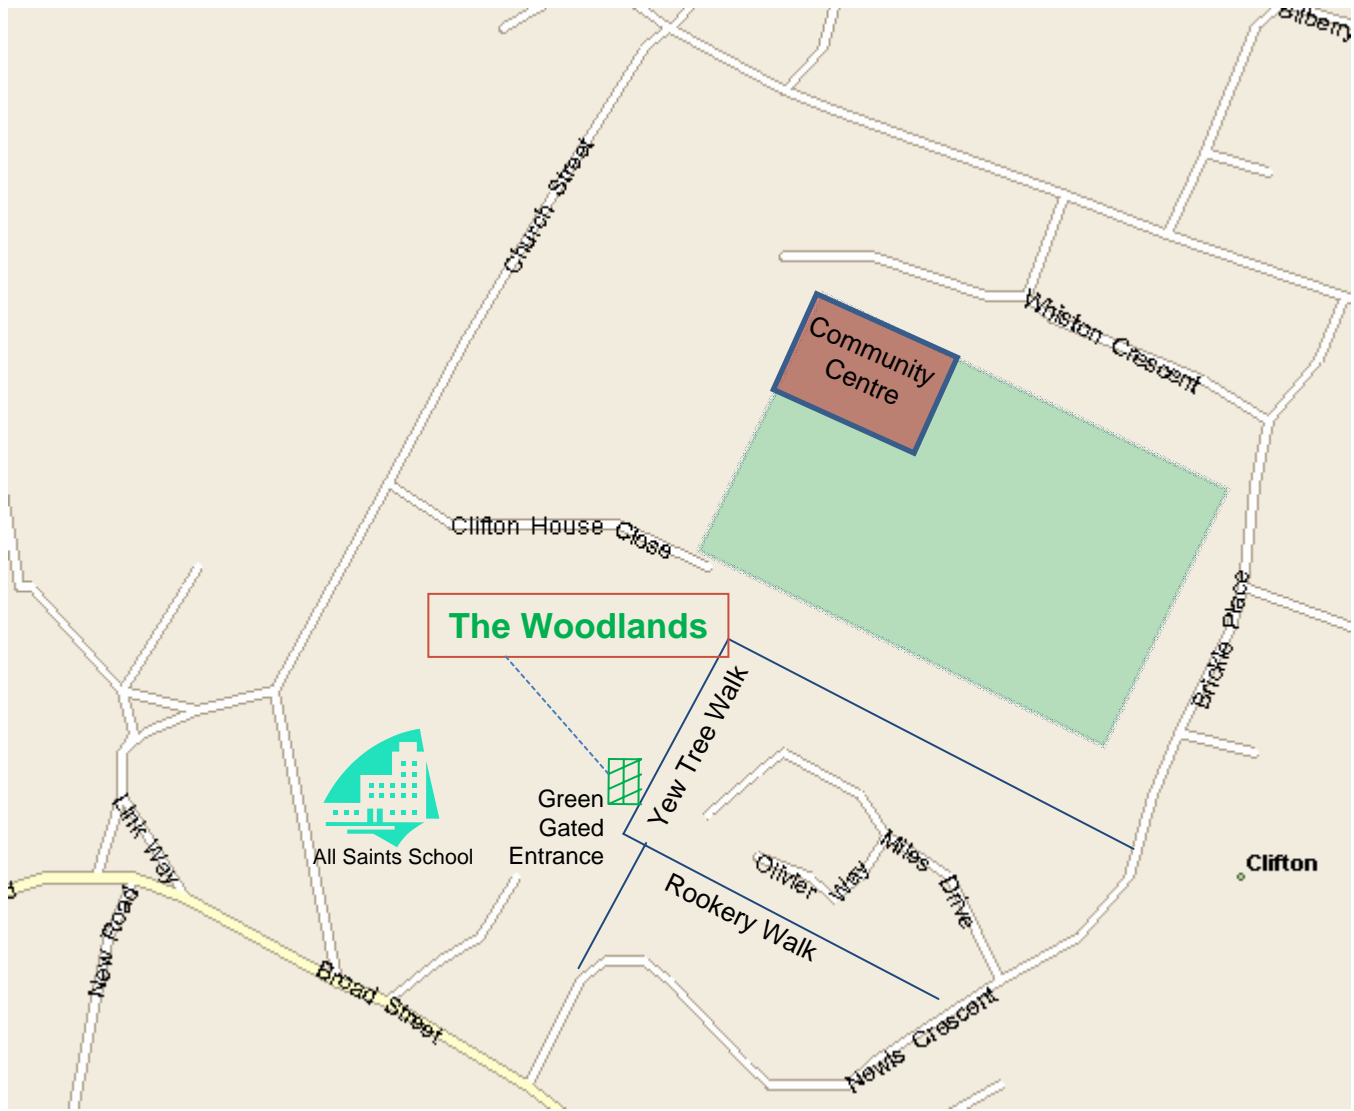 Bilberry
Church Street
Whiston Crescent
Community
Centre
Clifton House Close
The Woodlands
Brickle Place
Yew Tree Walk
Green
Gated
Entrance
All Saints School
Link Way
Miles Drive
Olivier Way
Clifton
Rookery Walk
New Road
Broad Street
Newis Crescent